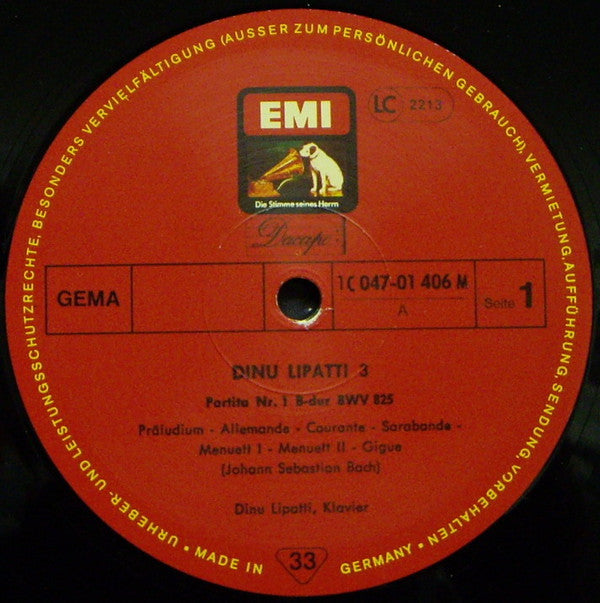 URHEBER- UND LEISTUNGSSCHUTZRECHTE, BESONDERS VERVIELFÄLTIGUNG (AUSSER ZUM PERSÖNLICHEN GEBRAUCH), VERMIETUNG, AUFFÜHRUNG, SENDUNG, VORBEHALTEN
EMI
LC 2213
Die Stimme seines Herrn
Dacapo
GEMA
1 C 047-01 406 M
A
Seite 1
DINU LIPATTI 3
Partita Nr. 1 B-dur BWV 825
Präludium - Allemande - Courante - Sarabande -
Menuett I - Menuett II - Gigue
(Johann Sebastian Bach)
Dinu Lipatti, Klavier
• MADE IN
33
GERMANY •